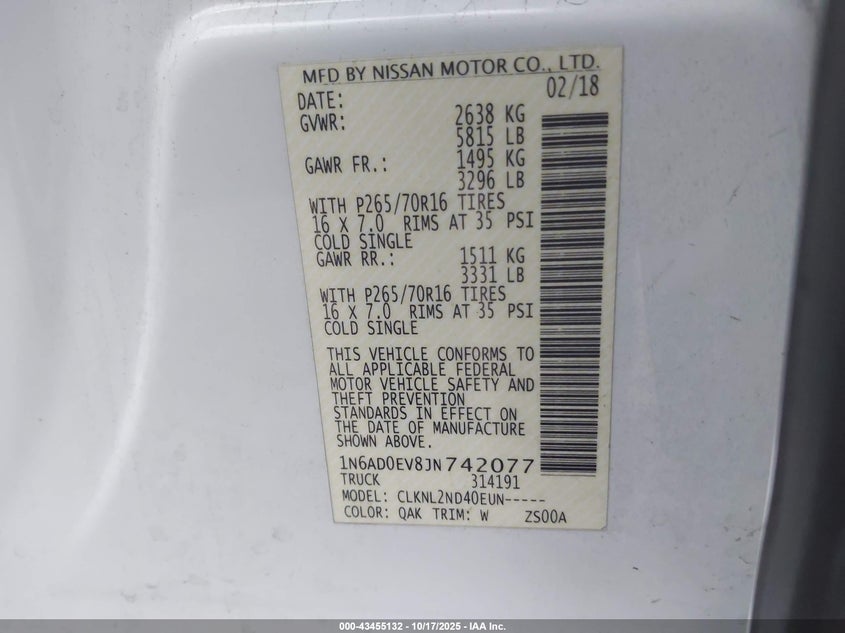 MFD BY NISSAN MOTOR CO., LTD.
DATE: 02/18
GVWR: 2638 KG
5815 LB
GAWR FR.: 1495 KG
3296 LB
WITH P265/70R16 TIRES
16 X 7.0 RIMS AT 35 PSI
COLD SINGLE
GAWR RR.: 1511 KG
3331 LB
WITH P265/70R16 TIRES
16 X 7.0 RIMS AT 35 PSI
COLD SINGLE
THIS VEHICLE CONFORMS TO
ALL APPLICABLE FEDERAL
MOTOR VEHICLE SAFETY AND
THEFT PREVENTION
STANDARDS IN EFFECT ON
THE DATE OF MANUFACTURE
SHOWN ABOVE.
1N6AD0EV8JN742077
TRUCK 314191
MODEL: CLKNL2ND40EUN-----
COLOR: QAK TRIM: W ZS00A
000-43455132 - 10/17/2025 - IAA Inc.